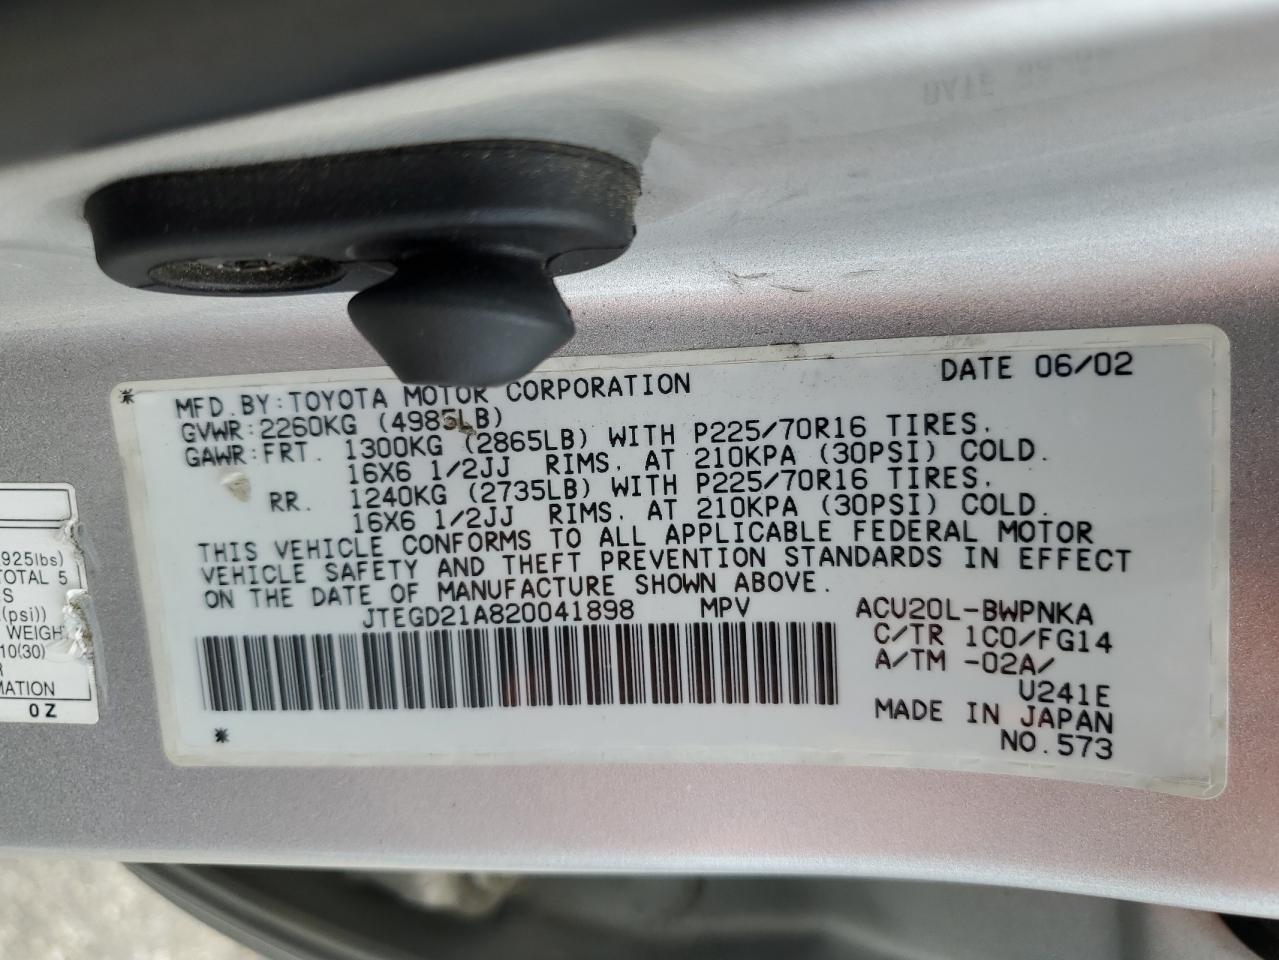 MFD.BY:TOYOTA MOTOR CORPORATION DATE 06/02
GVWR:2260KG (4985LB)
GAWR:FRT. 1300KG (2865LB) WITH P225/70R16 TIRES.
16X6 1/2JJ RIMS, AT 210KPA (30PSI) COLD.
RR. 1240KG (2735LB) WITH P225/70R16 TIRES.
16X6 1/2JJ RIMS, AT 210KPA (30PSI) COLD.
THIS VEHICLE CONFORMS TO ALL APPLICABLE FEDERAL MOTOR
VEHICLE SAFETY AND THEFT PREVENTION STANDARDS IN EFFECT
ON THE DATE OF MANUFACTURE SHOWN ABOVE.
JTEGD21A820041898 MPV ACU20L-BWPNKA
C/TR 1C0/FG14
A/TM -02A/
U241E
MADE IN JAPAN
NO.573
925lbs)
TOTAL 5
S
(psi))
WEIGH
10(30)
R
MATION
0Z